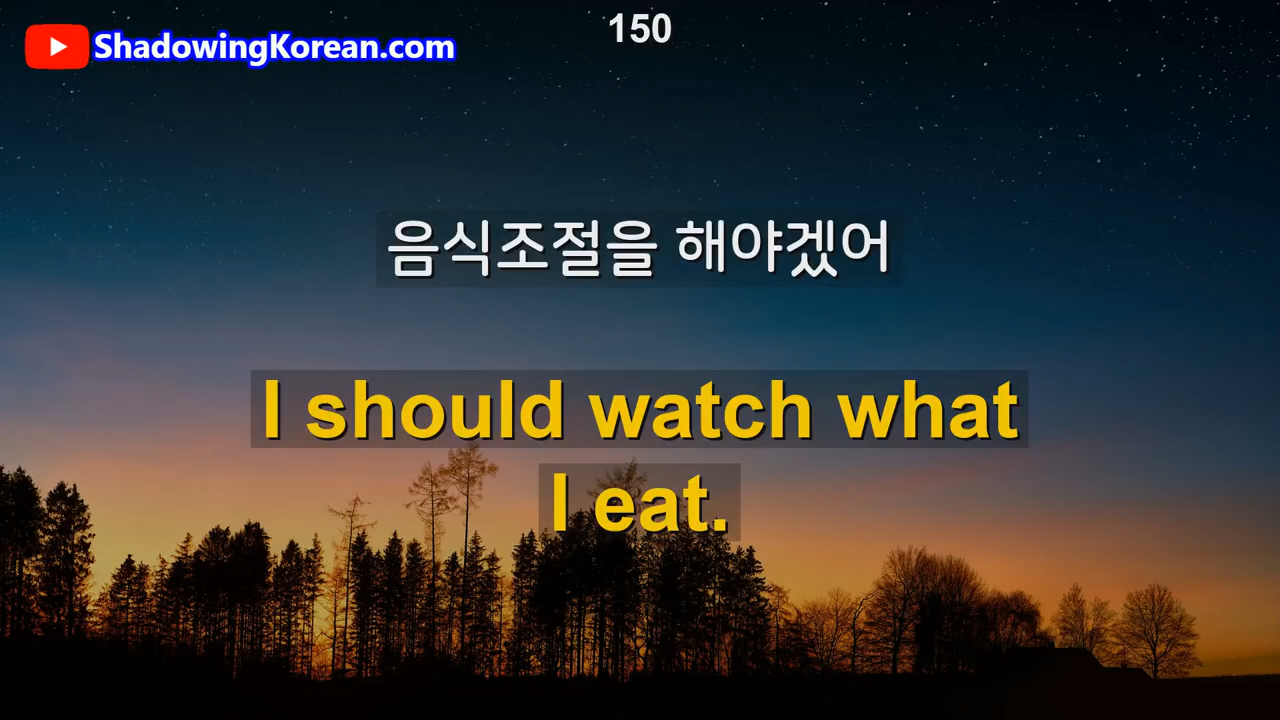 150
ShadowingKorean.com
음식조절을 해야겠어
I should watch what
I eat.